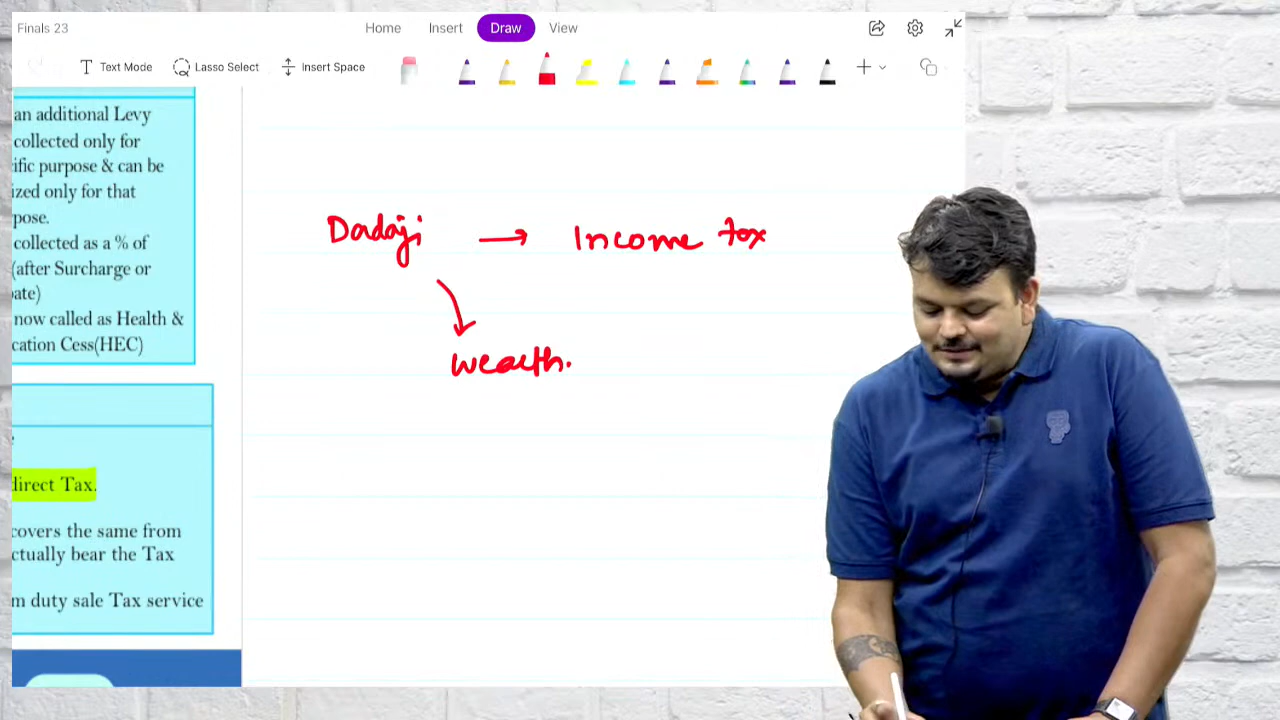 Finals 23
Home Insert Draw View
Text Mode Lasso Select Insert Space
an additional Levy
collected only for
ific purpose & can be
ized only for that
pose.
collected as a % of
(after Surcharge or
ate)
now called as Health &
cation Cess(HEC)
direct Tax.
covers the same from
ctually bear the Tax
m duty sale Tax service
Dadaji → Income tax
Wealth.